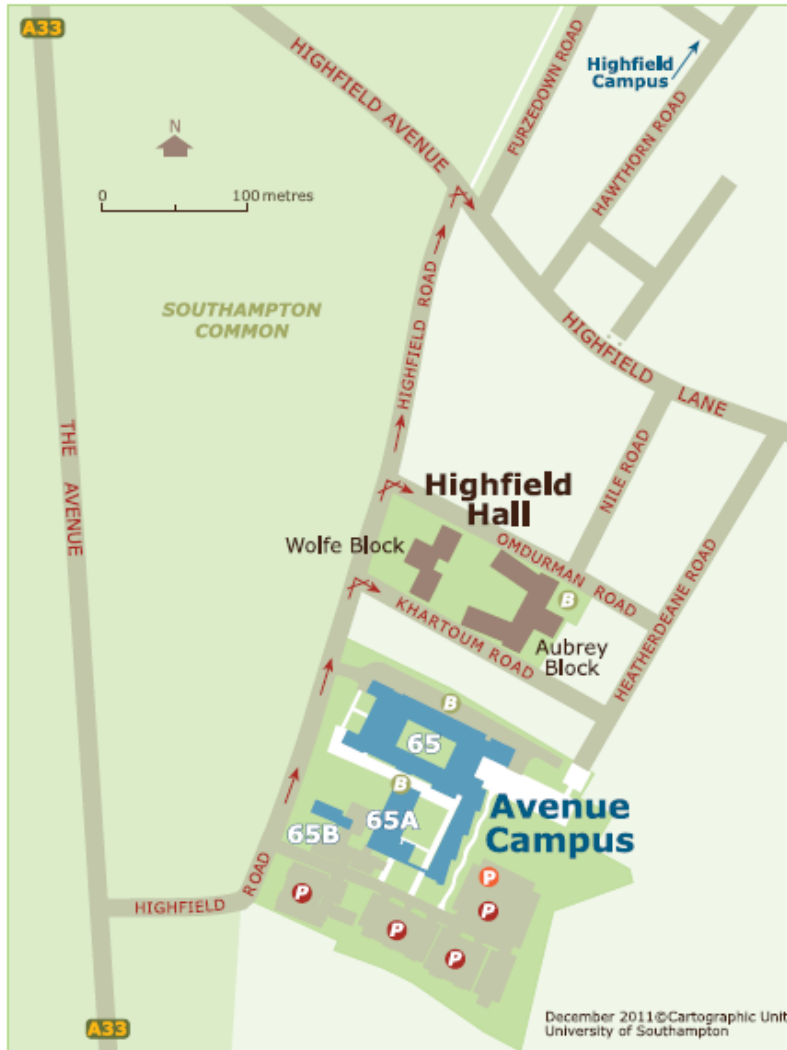 A33
HIGHFIELD AVENUE
FURZEDOWN ROAD
Highfield
Campus
HAWTHORN ROAD
N
0 100 metres
SOUTHAMPTON
COMMON
HIGHFIELD ROAD
HIGHFIELD LANE
THE AVENUE
NILE ROAD
Highfield
Hall
Wolfe Block
OMDURMAN ROAD
B
KHARTOUM ROAD
HEATHERDEANE ROAD
Aubrey
Block
B
65
B
Avenue
Campus
65A
65B
P
P
HIGHFIELD ROAD
P
P
P
A33
December 2011©Cartographic Unit
University of Southampton